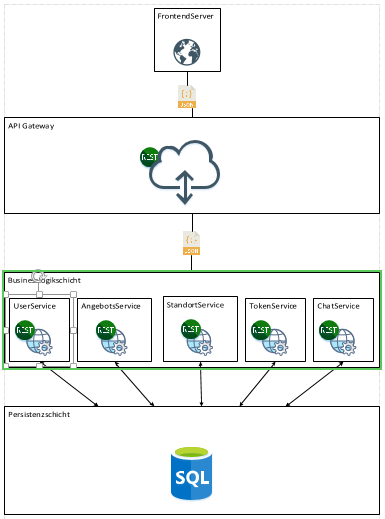 FrontendServer
{;}
JSON
API Gateway
REST
{;}
JSON
Businesslogikschicht
UserService
AngebotsService
StandortService
TokenService
ChatService
REST
REST
REST
REST
REST
Persistenzschicht
SQL